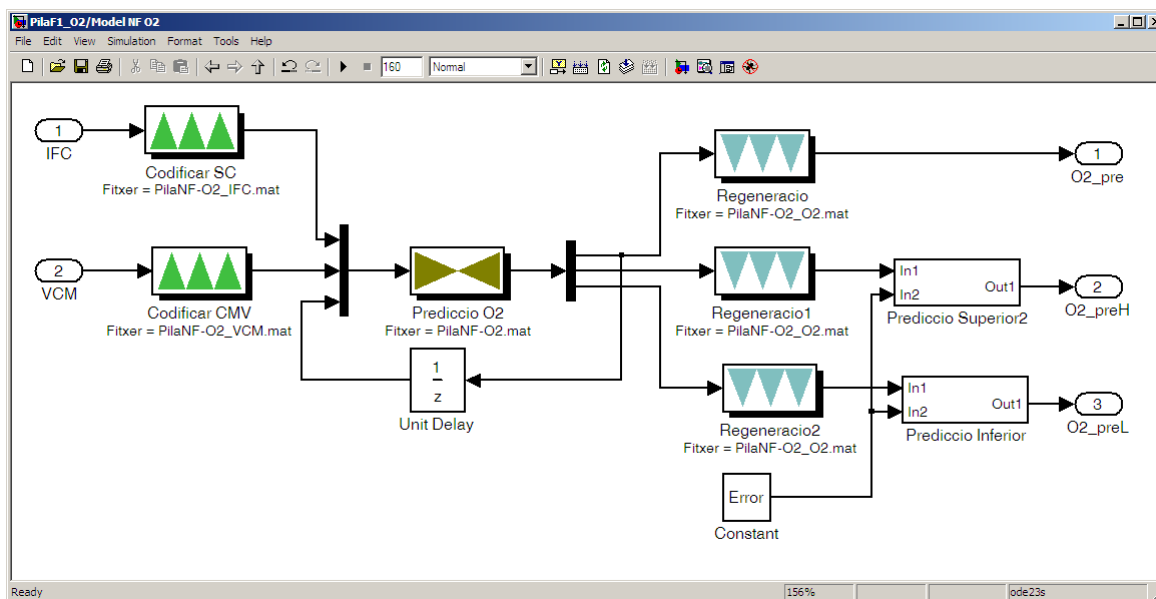 PilaF1_O2/Model NF O2
File Edit View Simulation Format Tools Help
160 Normal
1
IFC
Codificar SC
Fitxer = PilaNF-O2_IFC.mat
2
VCM
Codificar CMV
Fitxer = PilaNF-O2_VCM.mat
Prediccio O2
Fitxer = PilaNF-O2.mat
1
z
Unit Delay
Regeneracio
Fitxer = PilaNF-O2_O2.mat
1
O2_pre
Regeneracio1
Fitxer = PilaNF-O2_O2.mat
In1
In2
Out1
Prediccio Superior2
2
O2_preH
Regeneracio2
Fitxer = PilaNF-O2_O2.mat
In1
In2
Out1
Prediccio Inferior
3
O2_preL
Error
Constant
Ready 156% ode23s